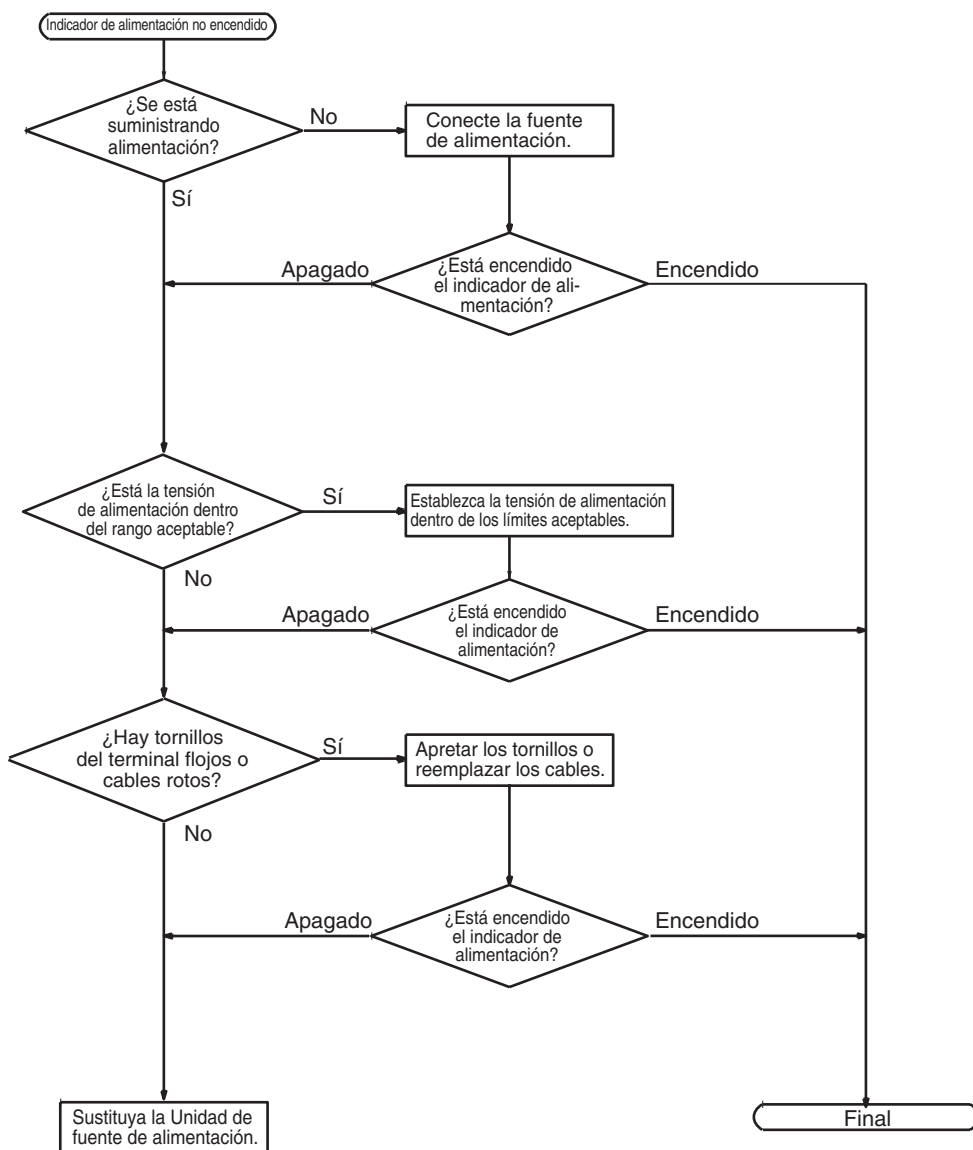 Indicador de alimentación no encendido
¿Se está
suministrando
alimentación?
No
Conecte la fuente
de alimentación.
Sí
Apagado
¿Está encendido
el indicador de ali-
mentación?
Encendido
¿Está la tensión
de alimentación dentro
del rango aceptable?
Sí
Establezca la tensión de alimentación
dentro de los límites aceptables.
No
Apagado
¿Está encendido
el indicador de
alimentación?
Encendido
¿Hay tornillos
del terminal flojos o
cables rotos?
Sí
Apretar los tornillos o
reemplazar los cables.
No
Apagado
¿Está encendido
el indicador de
alimentación?
Encendido
Sustituya la Unidad de
fuente de alimentación.
Final